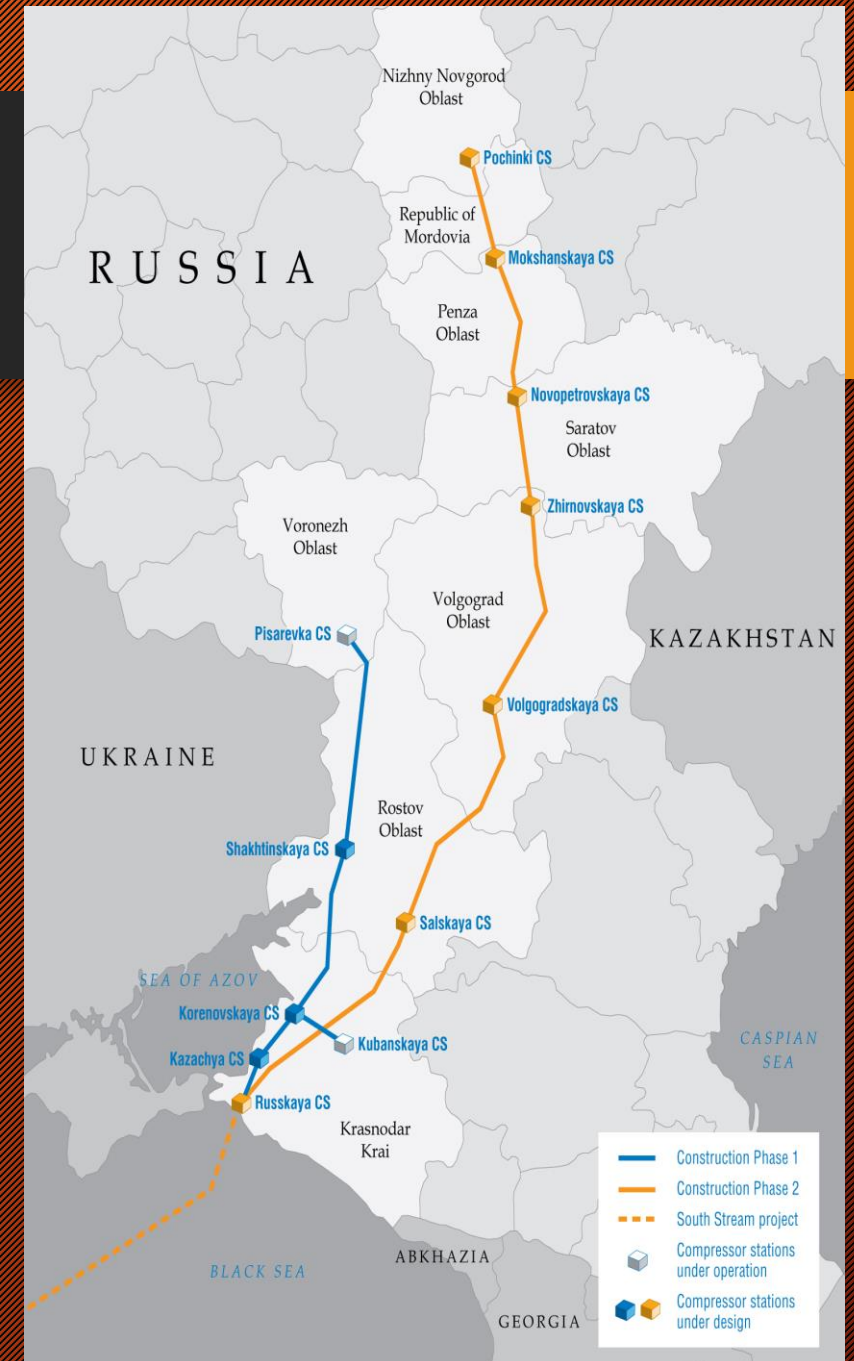 Nizhny Novgorod
Oblast
Pochinki CS
Republic of
Mordovia
RUSSIA
Mokshanskaya CS
Penza
Oblast
Novopetrovskaya CS
Saratov
Oblast
Zhirnovskaya CS
Voronezh
Oblast
Volgograd
Oblast
Pisarevka CS
KAZAKHSTAN
Volgogradskaya CS
UKRAINE
Rostov
Oblast
Shakhtinskaya CS
Salskaya CS
SEA OF AZOV
Korenovskaya CS
Kubanskaya CS
CASPIAN
SEA
Kazachya CS
Russkaya CS
Krasnodar
Krai
Construction Phase 1
Construction Phase 2
South Stream project
Compressor stations
under operation
Compressor stations
under design
ABKHAZIA
BLACK SEA
GEORGIA